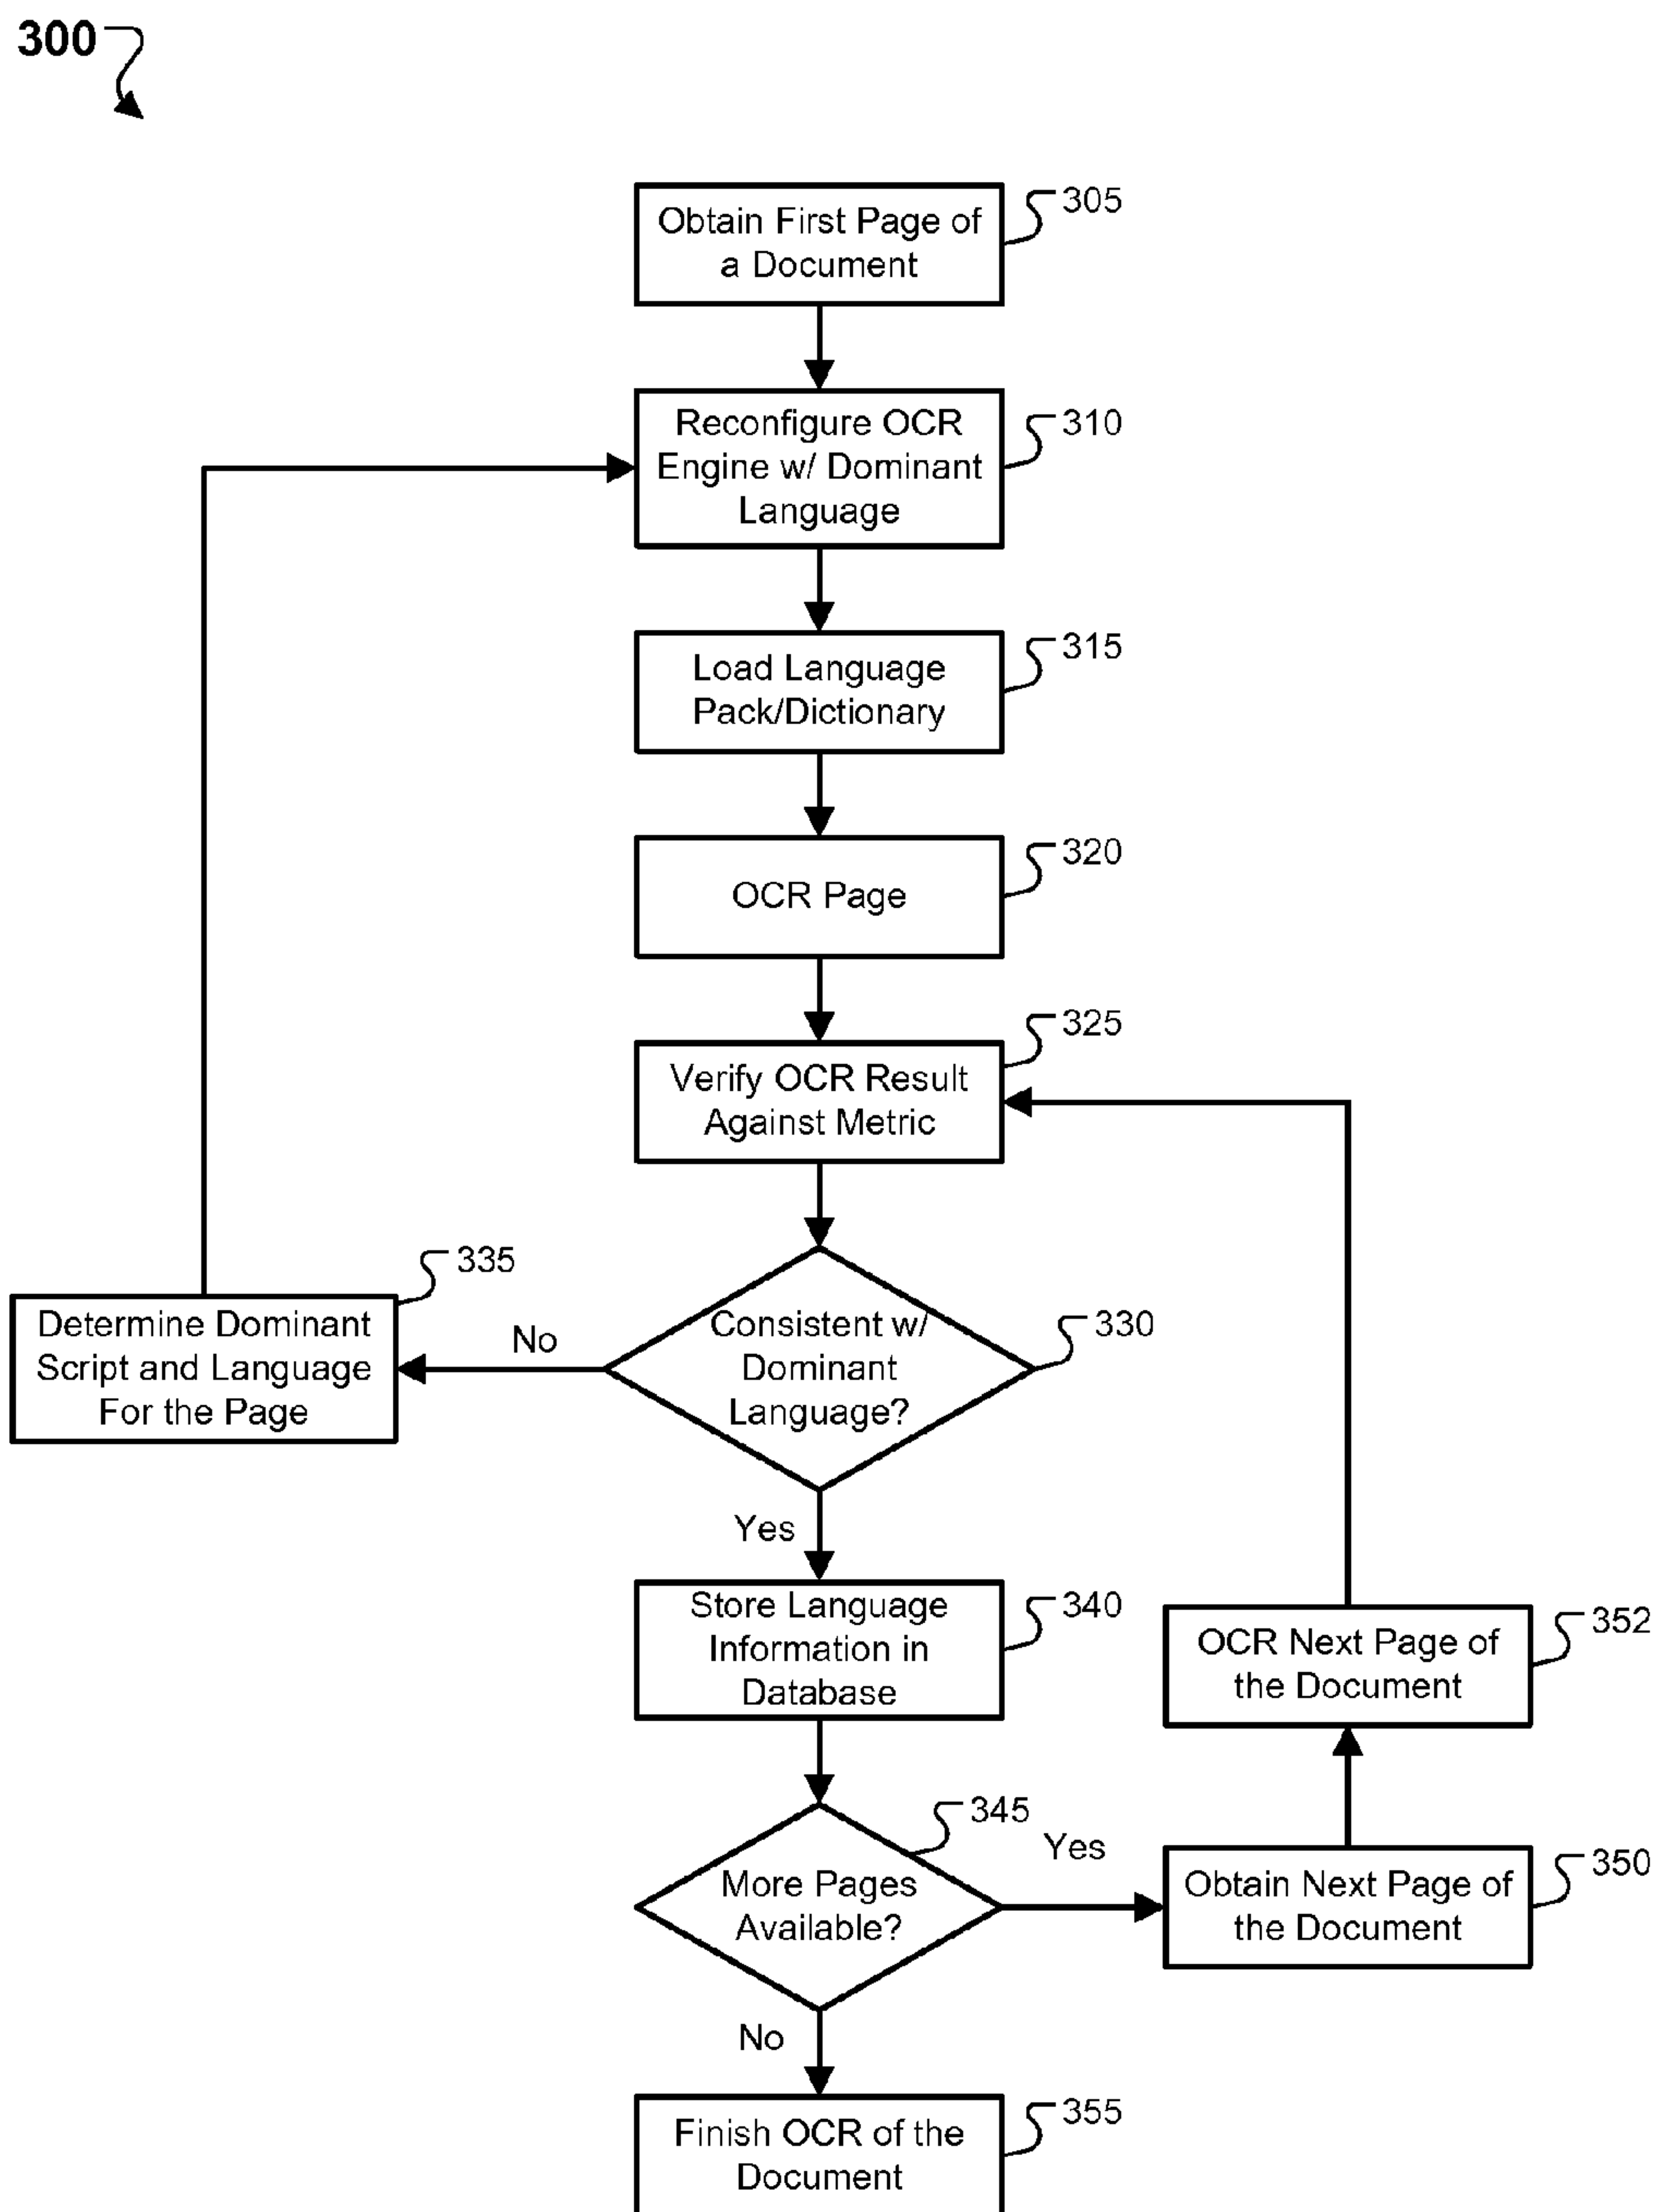 300
Obtain First Page of
a Document
305
Reconfigure OCR
Engine w/ Dominant
Language
310
Load Language
Pack/Dictionary
315
OCR Page
320
Verify OCR Result
Against Metric
325
Consistent w/
Dominant
Language?
330
No
Determine Dominant
Script and Language
For the Page
335
Yes
Store Language
Information in
Database
340
More Pages
Available?
345
Yes
Obtain Next Page of
the Document
350
OCR Next Page of
the Document
352
No
Finish OCR of the
Document
355